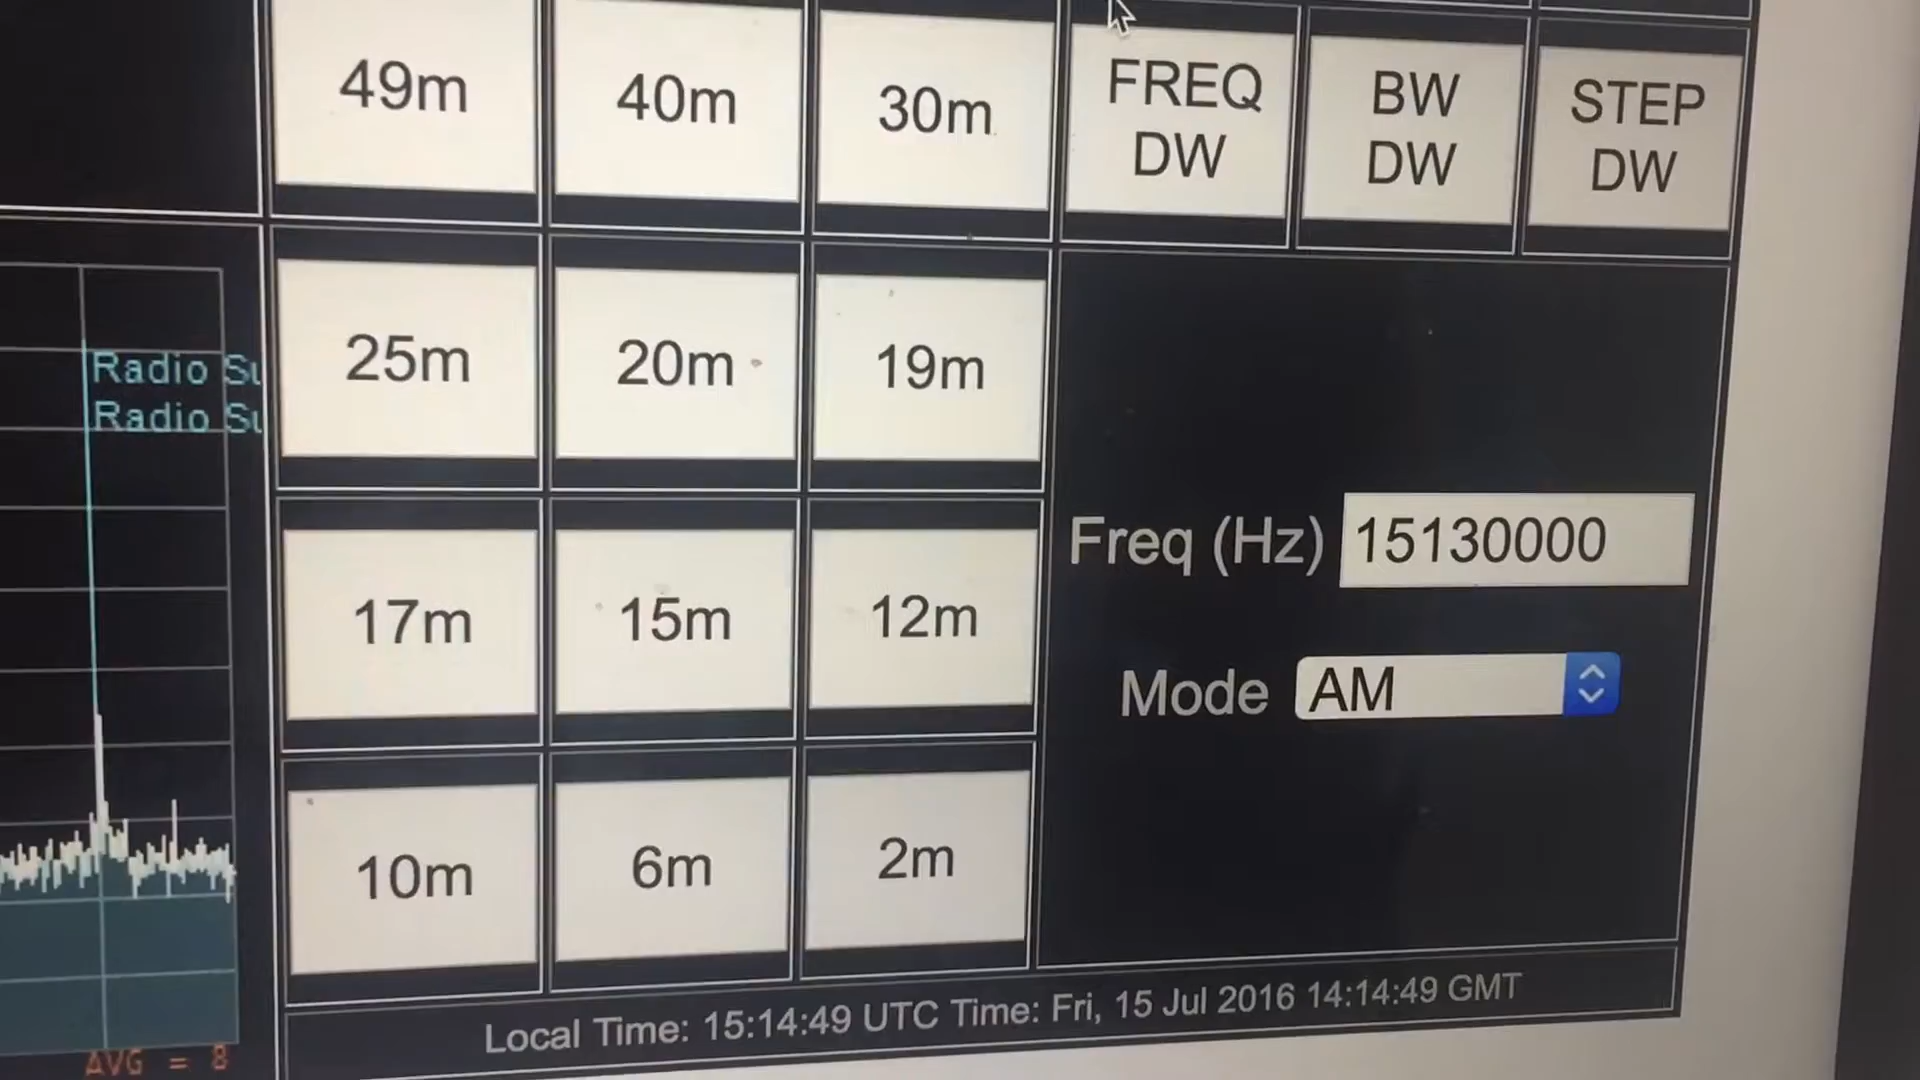 49m
40m
30m
FREQ
DW
BW
DW
STEP
DW
Radio
Radio
25m
20m
19m
Freq (Hz) 15130000
17m
15m
12m
Mode AM
10m
6m
2m
Local Time: 15:14:49 UTC Time: Fri, 15 Jul 2016 14:14:49 GMT
AVG = 8